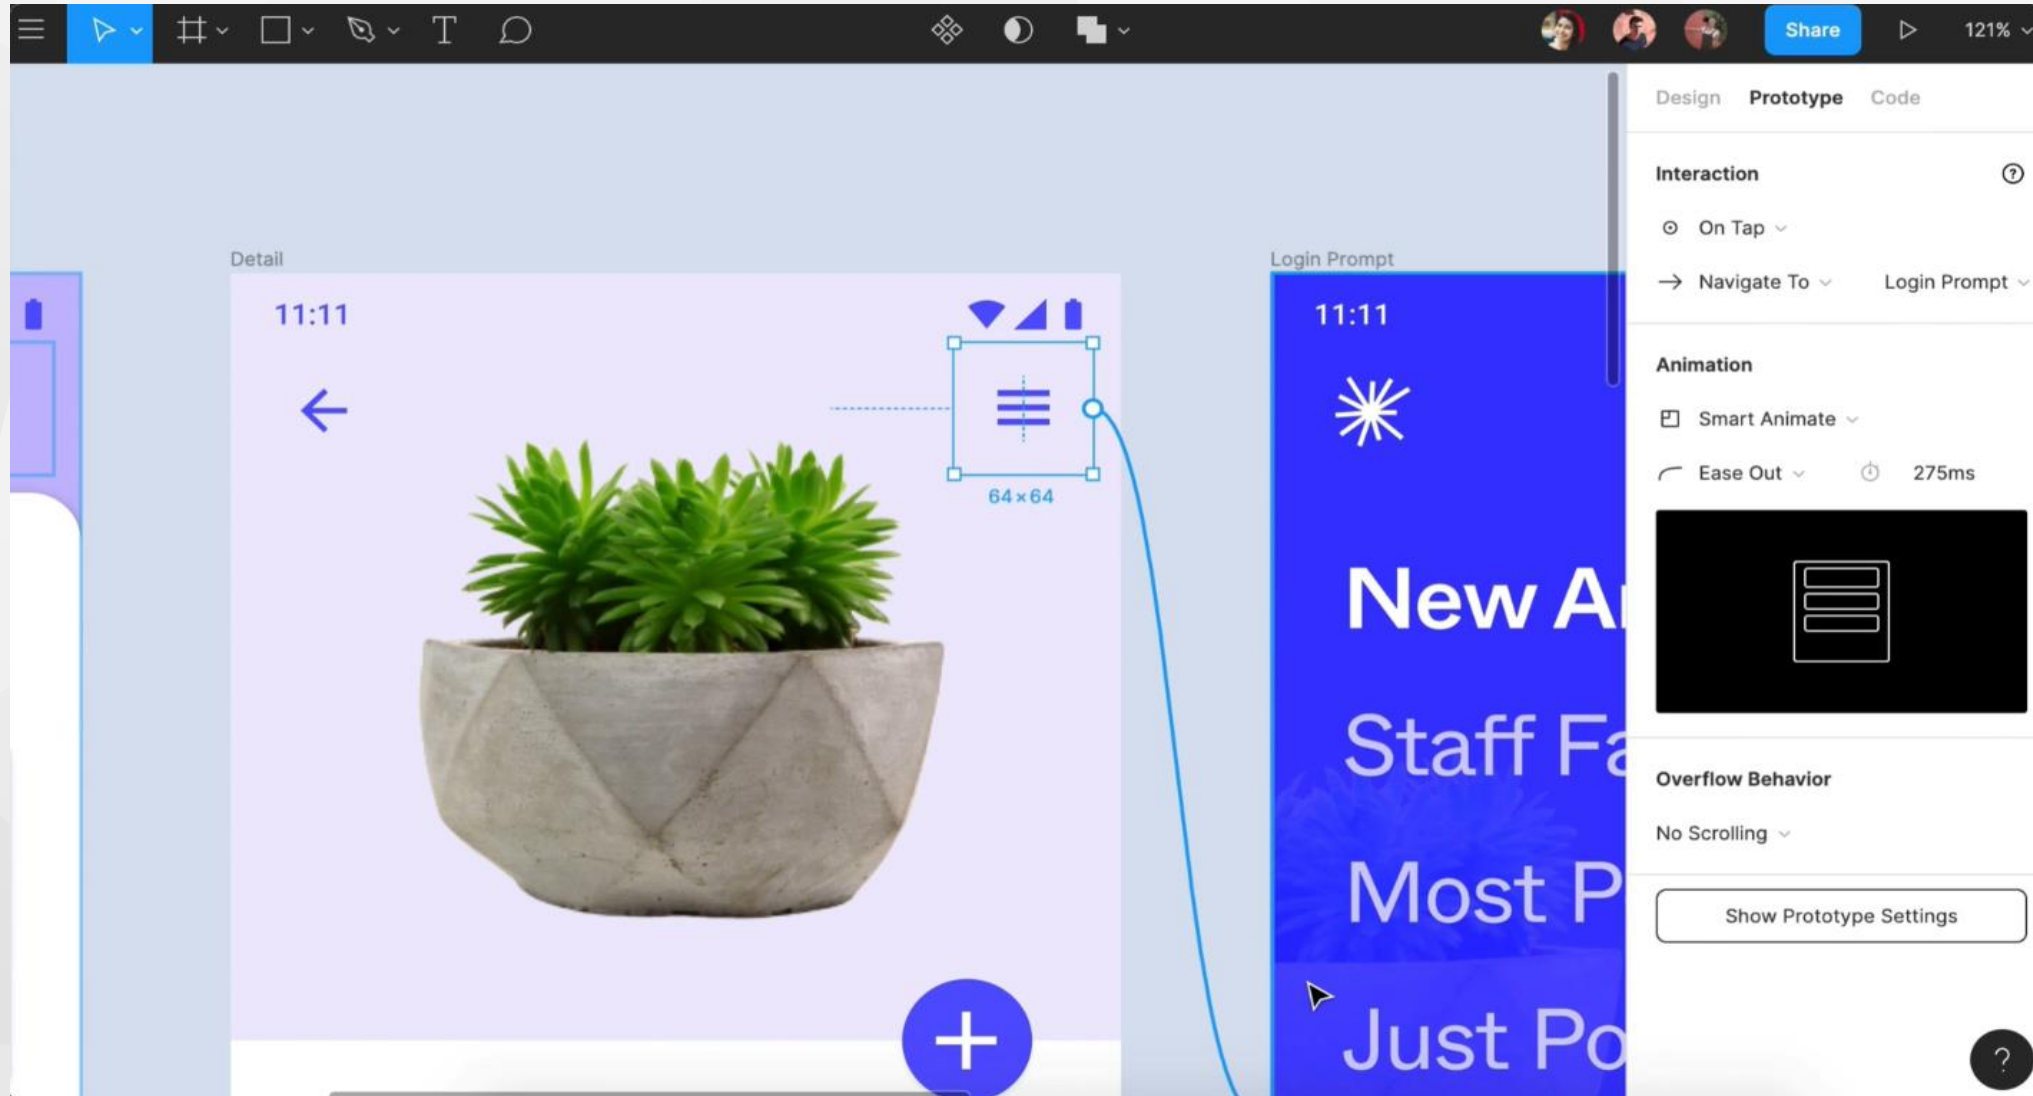 Share
121%
Design Prototype Code
Interaction
On Tap
Navigate To Login Prompt
Animation
Smart Animate
Ease Out 275ms
Overflow Behavior
No Scrolling
Show Prototype Settings
?
Detail
11:11
64×64
Login Prompt
11:11
New
Staff
Most
Just